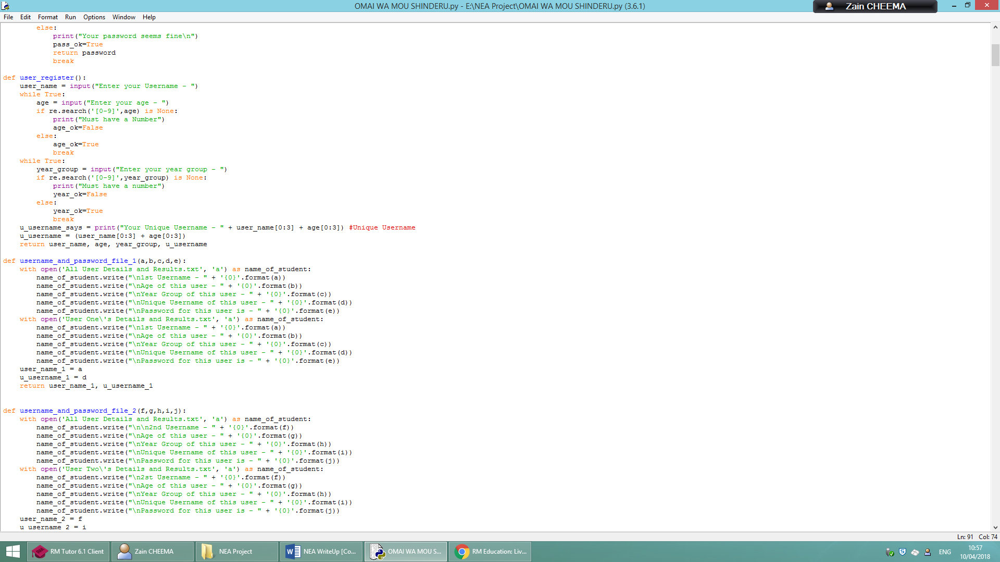 OMAI WA MOU SHINDERU.py - E:\NEA Project\OMAI WA MOU SHINDERU.py (3.6.1)
Zain CHEEMA
File Edit Format Run Options Window Help
        else:
            print("Your password seems fine\n")
            pass_ok=True
            return password
            break

def user_register():
    user_name = input("Enter your Username - ")
    while True:
        age = input("Enter your age - ")
        if re.search('[0-9]',age) is None:
            print("Must have a Number")
            age_ok=False
        else:
            age_ok=True
            break
    while True:
        year_group = input("Enter your year group - ")
        if re.search('[0-9]',year_group) is None:
            print("Must have a number")
            year_ok=False
        else:
            year_ok=True
            break
    u_username_says = print("Your Unique Username - " + user_name[0:3] + age[0:3]) #Unique Username
    u_username = (user_name[0:3] + age[0:3])
    return user_name, age, year_group, u_username

def username_and_password_file_1(a,b,c,d,e):
    with open('All User Details and Results.txt', 'a') as name_of_student:
        name_of_student.write("\n1st Username - " + '{0}'.format(a))
        name_of_student.write("\nAge of this user - " + '{0}'.format(b))
        name_of_student.write("\nYear Group of this user - " + '{0}'.format(c))
        name_of_student.write("\nUnique Username of this user - " + '{0}'.format(d))
        name_of_student.write("\nPassword for this user is - " + '{0}'.format(e))
    with open('User One\'s Details and Results.txt', 'a') as name_of_student:
        name_of_student.write("\n1st Username - " + '{0}'.format(a))
        name_of_student.write("\nAge of this user - " + '{0}'.format(b))
        name_of_student.write("\nYear Group of this user - " + '{0}'.format(c))
        name_of_student.write("\nUnique Username of this user - " + '{0}'.format(d))
        name_of_student.write("\nPassword for this user is - " + '{0}'.format(e))
    user_name_1 = a
    u_username_1 = d
    return user_name_1, u_username_1

def username_and_password_file_2(f,g,h,i,j):
    with open('All User Details and Results.txt', 'a') as name_of_student:
        name_of_student.write("\n\n2nd Username - " + '{0}'.format(f))
        name_of_student.write("\nAge of this user - " + '{0}'.format(g))
        name_of_student.write("\nYear Group of this user - " + '{0}'.format(h))
        name_of_student.write("\nUnique Username of this user - " + '{0}'.format(i))
        name_of_student.write("\nPassword for this user is - " + '{0}'.format(j))
    with open('User Two\'s Details and Results.txt', 'a') as name_of_student:
        name_of_student.write("\n2st Username - " + '{0}'.format(f))
        name_of_student.write("\nAge of this user - " + '{0}'.format(g))
        name_of_student.write("\nYear Group of this user - " + '{0}'.format(h))
        name_of_student.write("\nUnique Username of this user - " + '{0}'.format(i))
        name_of_student.write("\nPassword for this user is - " + '{0}'.format(j))
    user_name_2 = f
    u_username_2 = i
Ln: 91 Col: 74
RM Tutor 6.1 Client
Zain CHEEMA
NEA Project
NEA WriteUp [Co...
OMAI WA MOU S...
RM Education: Liv...
ENG
10:57
10/04/2018